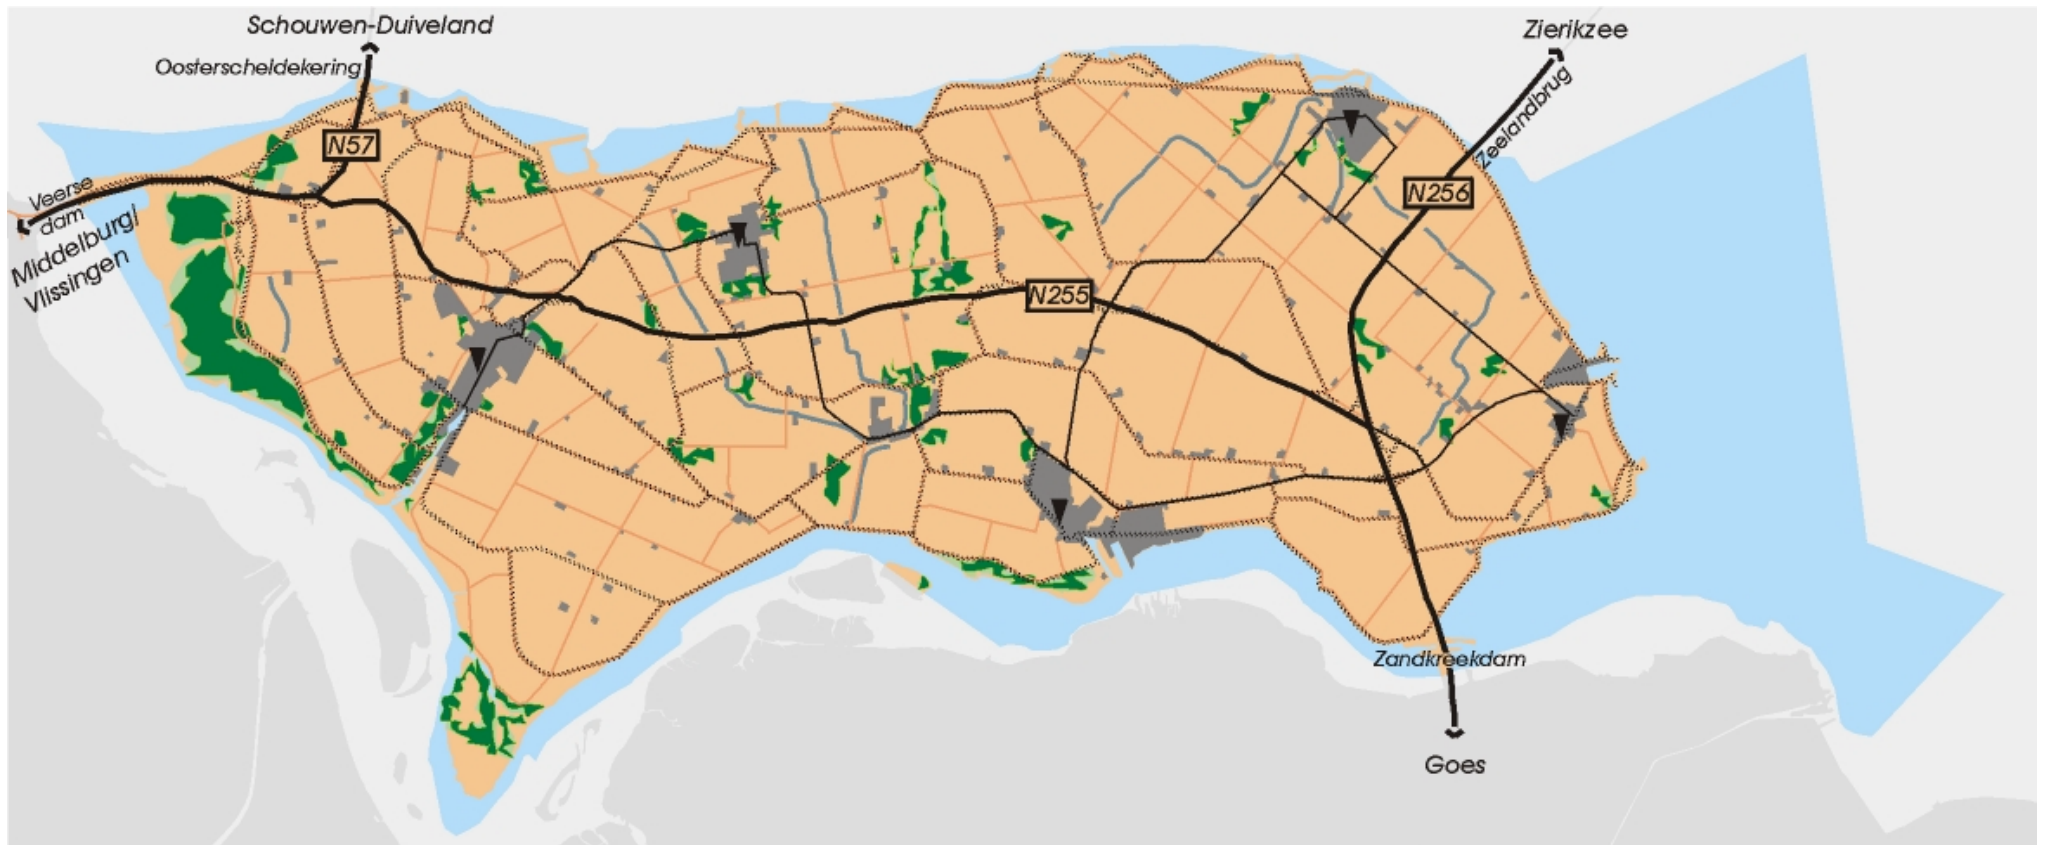 Schouwen-Duiveland
Zierikzee
Oosterscheldekering
Zeelandbrug
N57
Veerse
dam
N256
Middelburg/
Vlissingen
N255
Zandkreekdam
Goes